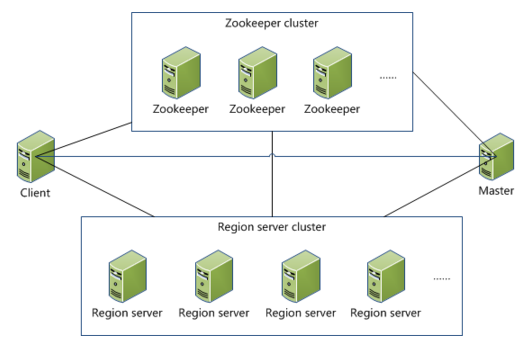 Zookeeper cluster
Zookeeper Zookeeper Zookeeper ......
Client
Master
Region server cluster
Region server Region server Region server Region server ......